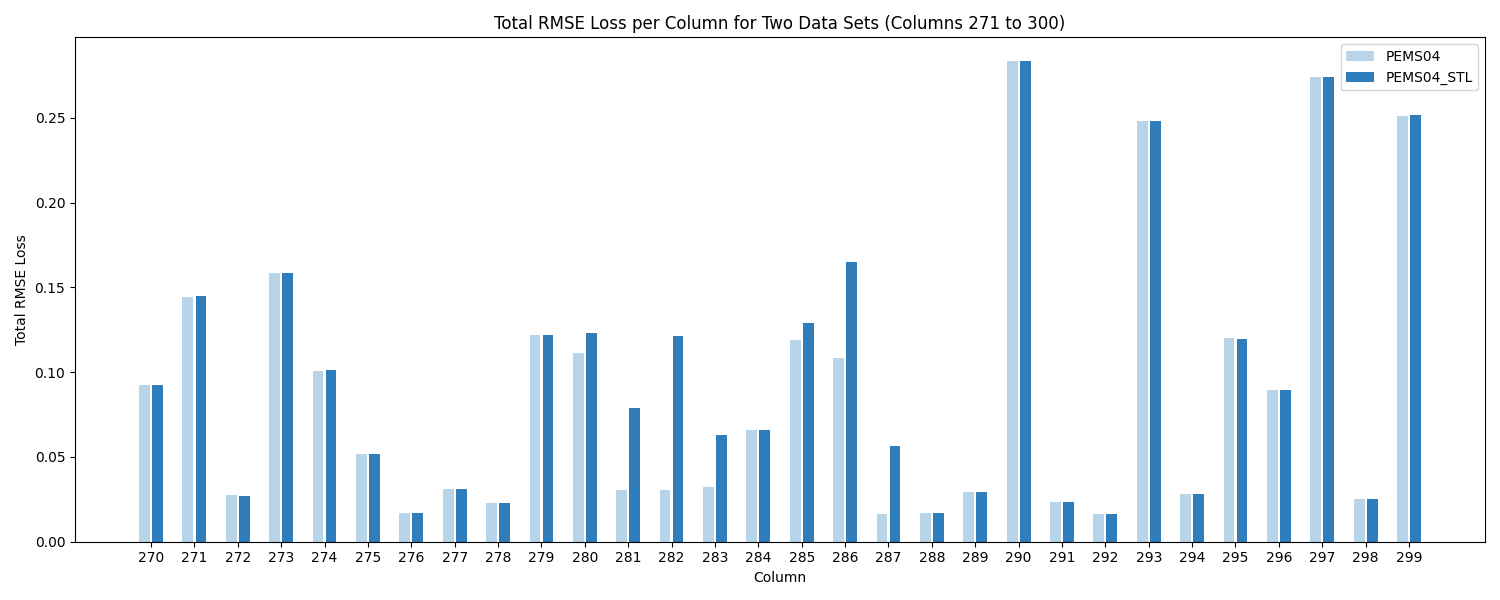 Total RMSE Loss per Column for Two Data Sets (Columns 271 to 300)
PEMS04
PEMS04_STL
Total RMSE Loss
0.25
0.20
0.15
0.10
0.05
0.00
270 271 272 273 274 275 276 277 278 279 280 281 282 283 284 285 286 287 288 289 290 291 292 293 294 295 296 297 298 299
Column